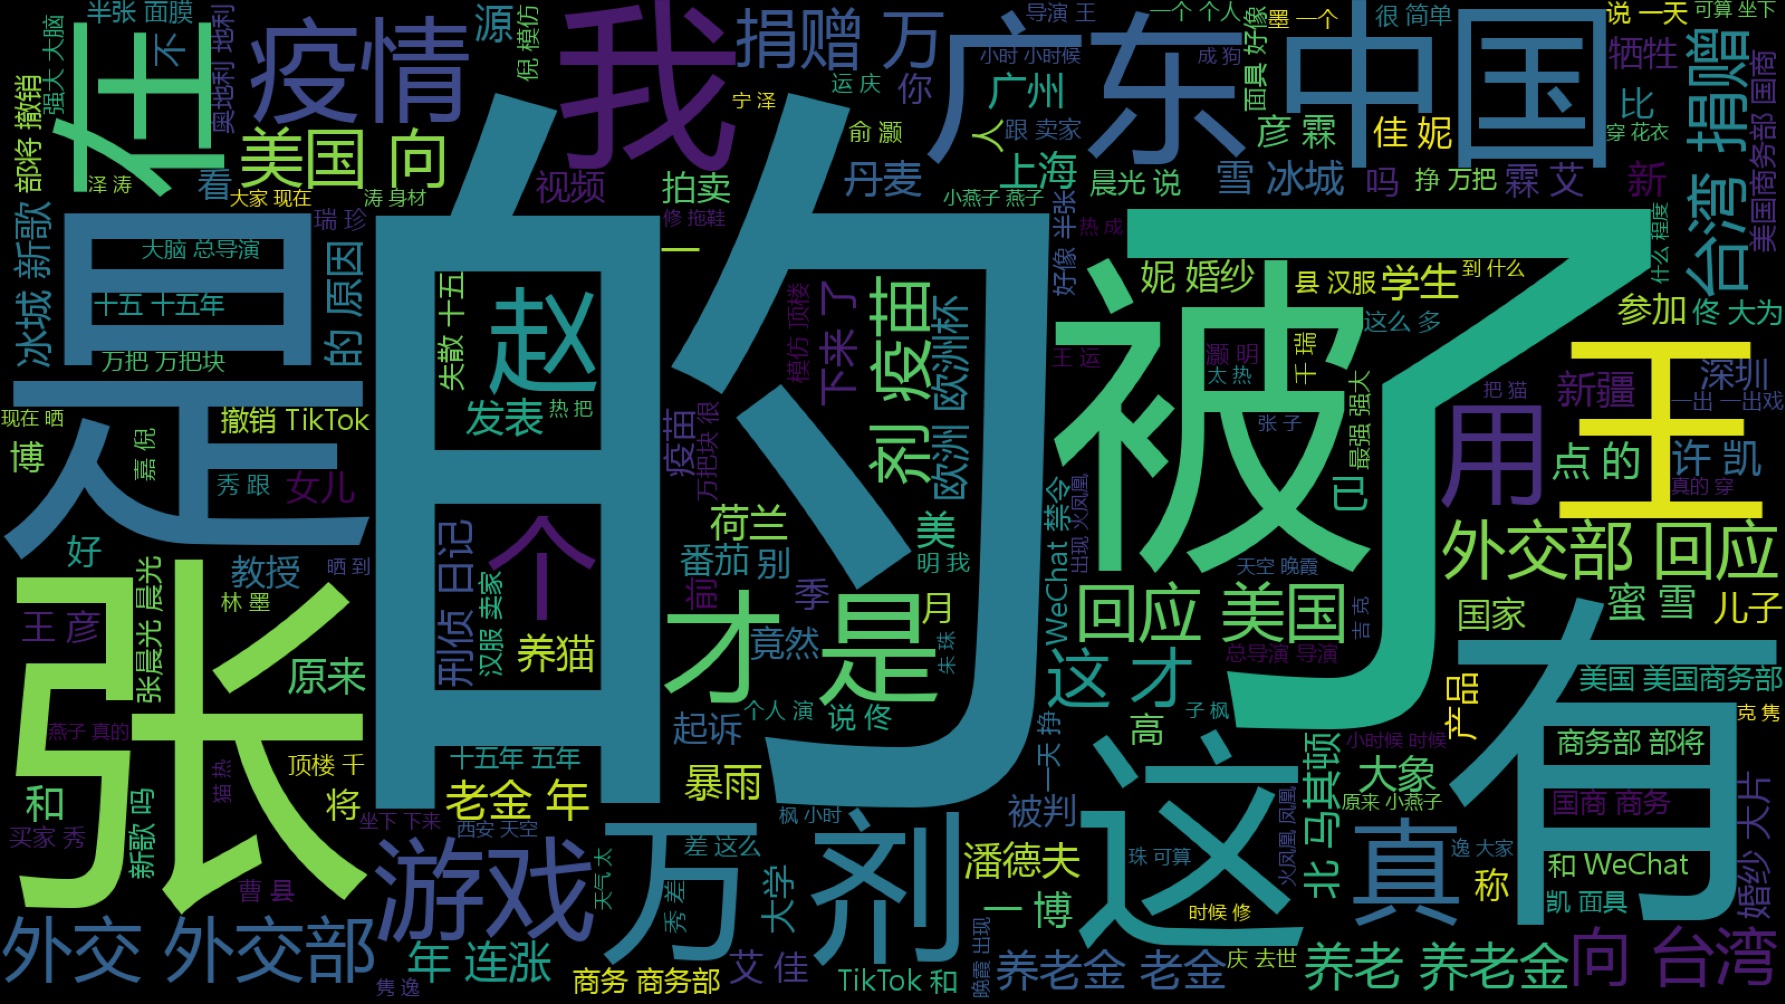 半张 面膜
在
不
强大 大脑
疫情
源
倪 模仿
我
捐赠 万
导演 王
一个 个人
墨 一个
很 简单
说 一天
可算 坐下
广东
小时 小时候
成 狗
面具 好像
中国
牺牲
捐赠
美国商务部 国商
部将 撤销
奥地利 地利
美国 向
宁 泽
运 庆
你
广州
俞 灏
人
跟 卖家
彦 霖
佳 妮
比
穿 花衣
泽 涛
看
大家 现在
涛 身材
视频
拍卖
丹麦
上海
晨光 说
雪 冰城
吗
挣 万把
霖 艾
新
台湾
小燕子 燕子
冰城 新歌
是
瑞 珍
的
修 拖鞋
一
半张
好像
热 成
了
什么 程度
大脑 总导演
的 原因
十五 十五年
万把 万把块
失散 十五
赵
发表
热 把
模仿 顶楼
下来 了
剂 疫苗
欧洲 欧洲杯
被
妮 婚纱
县 汉服
学生
到 什么
参加
佟 大为
这么 多
王 运
灏 明
太 热
千 瑞
最强 强大
王
把 猫
新疆
深圳
一出 一出戏
现在 晒
撤销 TikTok
博
嘉 倪
秀 跟
女儿
疫苗
万把块 很
张 子
已
用
点 的
许 凯
真的 穿
好
教授
晒 到
刑侦 日记
个
汉服 卖家
养猫
荷兰
番茄 别
美
明 我
前
季
月
才 是
竟然
朱 珠
WeChat 禁令
出现 火凤凰
天空 晚霞
回应 美国
吉 克
外交部 回应
国家
蜜 雪
儿子
张
王 彦
张晨光 晨光
林 墨
原来
这 才
总导演 导演
有
产品
美国 美国商务部
克 隽
燕子 真的
顶楼 千
十五年 五年
个人 演
说 佟
起诉
高
子 枫
一天 挣
小时候 时候
商务部 部将
和
将
猫 热
新歌 吗
买家 秀
老金 年
暴雨
这
北 马其顿
大象
原来 小燕子
国商 商务
坐下 下来
西安 天空
枫 小时
被判
火凤凰 凤凰
婚纱 大片
曹 县
游戏
万
差 这么
剂
潘德夫
珠 可算
真
逸 大家
和 WeChat
称
凯 面具
天气 太
秀 差
大学
一 博
时候 修
外交 外交部
年 连涨
隽 逸
商务 商务部
艾 佳
TikTok 和
晚霞 出现
养老金 老金
庆 去世
养老 养老金
向 台湾